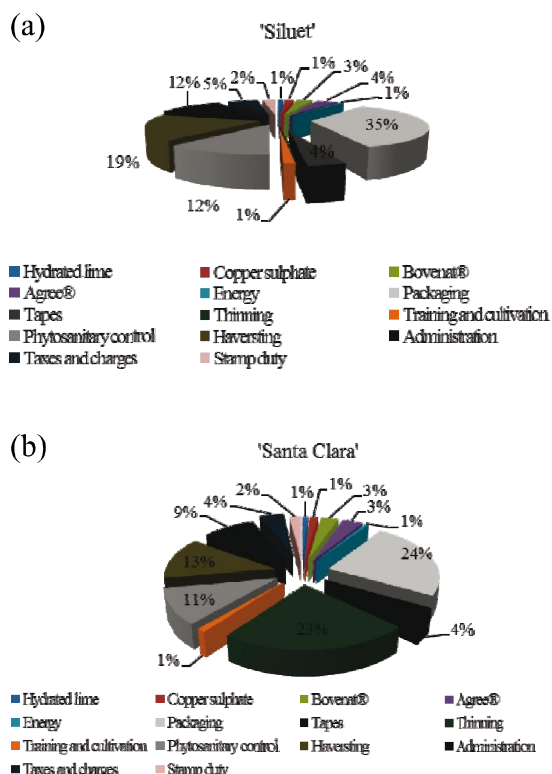 (a)
'Siluet'
12% 5% 2% 1% 1% 3% 4% 1%
35%
4%
19%
12%
1%
Hydrated lime Copper sulphate Bovenat®
Agree® Energy Packaging
Tapes Thinning Training and cultivation
Phytosanitary control Haversting Administration
Taxes and charges Stamp duty
(b)
'Santa Clara'
9% 4% 2% 1% 1% 3% 3% 1%
24%
13%
11%
23%
4%
1%
Hydrated lime Copper sulphate Bovenat® Agree®
Energy Packaging Tapes Thinning
Training and cultivation Phytosanitary control Haversting Administration
Taxes and charges Stamp duty